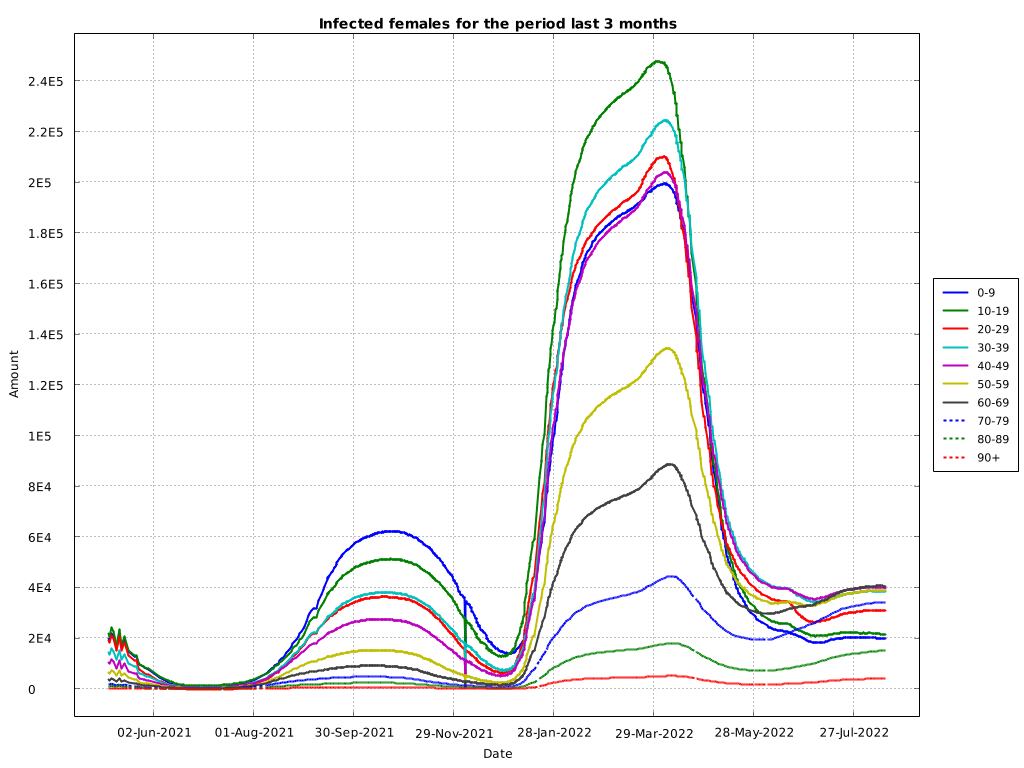 Infected females for the period last 3 months
2.4E5
2.2E5
2E5
1.8E5
1.6E5
1.4E5
1.2E5
1E5
8E4
6E4
4E4
2E4
0
Amount
02-Jun-2021 01-Aug-2021 30-Sep-2021 29-Nov-2021 28-Jan-2022 29-Mar-2022 28-May-2022 27-Jul-2022
Date
0-9
10-19
20-29
30-39
40-49
50-59
60-69
70-79
80-89
90+